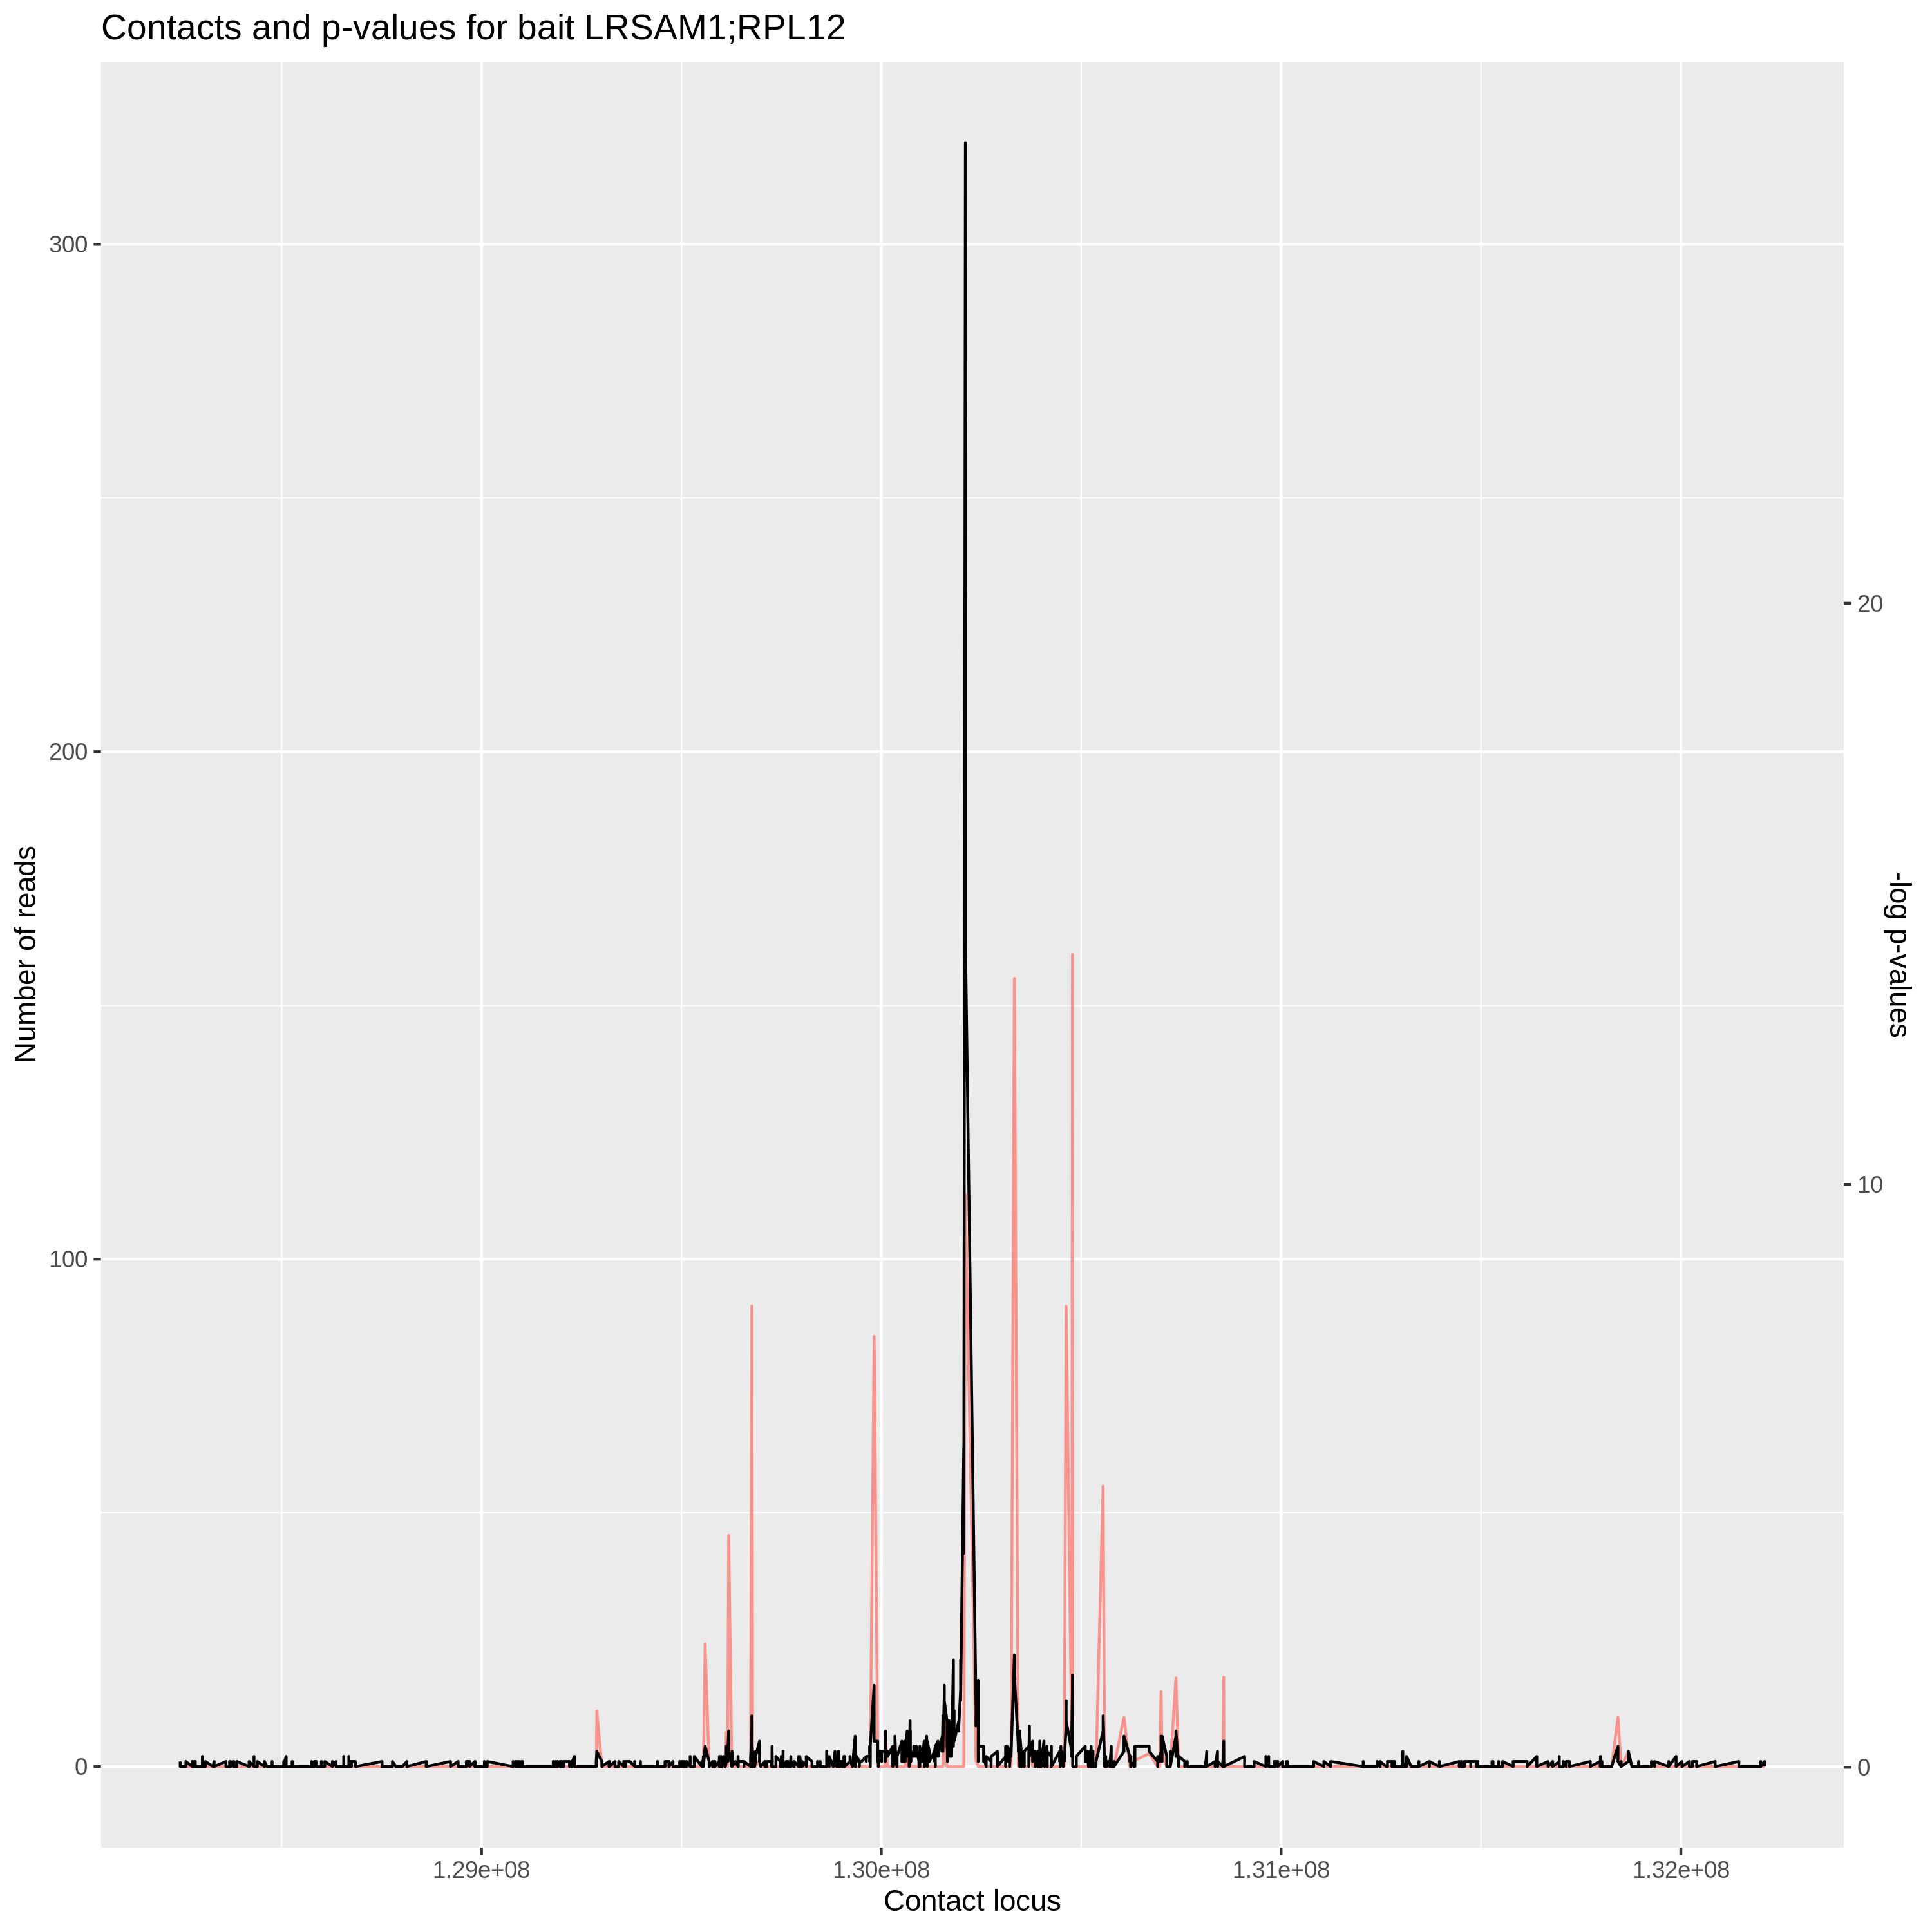 Contacts and p-values for bait LRSAM1;RPL12
Number of reads
300
200
100
0
20
10
0
-log p-values
1.29e+08
1.30e+08
1.31e+08
1.32e+08
Contact locus